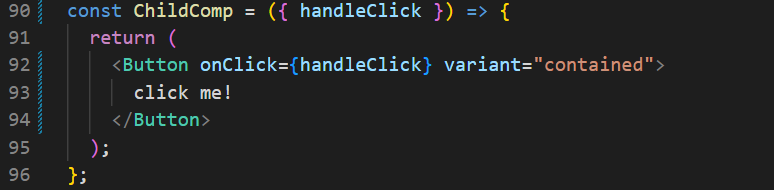 90 const ChildComp = ({ handleClick }) => {
91 return (
92 <Button onClick={handleClick} variant="contained">
93 click me!
94 </Button>
95 );
96 };